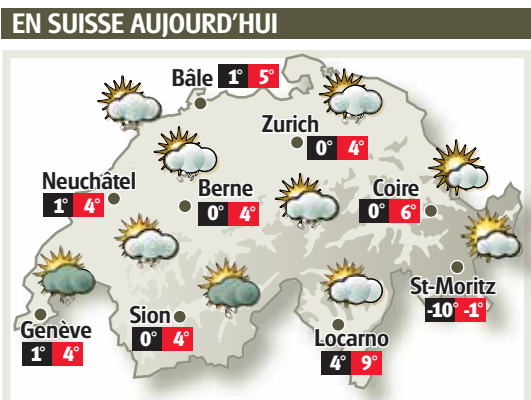 EN SUISSE AUJOURD'HUI
Bâle 1° 5°
Zurich
0° 4°
Neuchâtel
1° 4°
Berne
0° 4°
Coire
0° 6°
St-Moritz
-10° -1°
Genève
1° 4°
Sion
0° 4°
Locarno
4° 9°